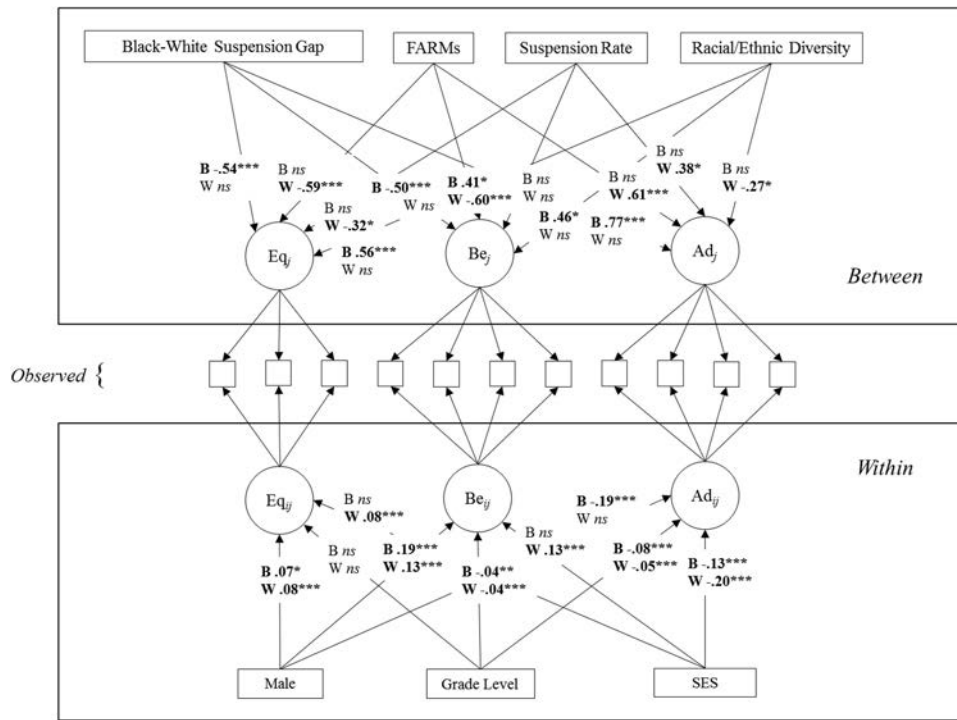 Black-White Suspension Gap
FARMs
Suspension Rate
Racial/Ethnic Diversity
B -.54***
W ns
B ns
W -.59***
B -.50***
W ns
B .41*
W -.60***
B ns
W ns
B ns
W .61***
B ns
W .38*
B ns
W -.27*
B ns
W -.32*
B .56***
W ns
B .46*
W ns
B .77***
W ns
Eqj
Bej
Adj
Between
Observed {
Within
Eqij
Beij
Adij
B ns
W .08***
B -.19***
W ns
B .07*
W .08***
B ns
W ns
B .19***
W .13***
B -.04**
W -.04***
B ns
W .13***
B -.08***
W -.05***
B -.13***
W -.20***
Male
Grade Level
SES